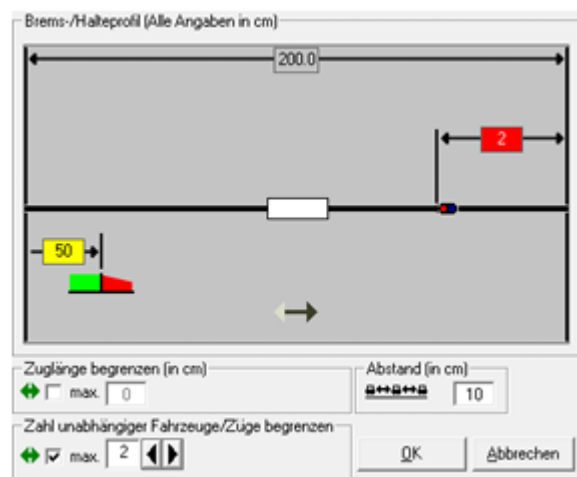 Brems-/Halteprofil (Alle Angaben in cm)
200.0
2
50
Zuglänge begrenzen (in cm)
max. 0
Abstand (in cm)
10
Zahl unabhängiger Fahrzeuge/Züge begrenzen
max. 2
OK
Abbrechen